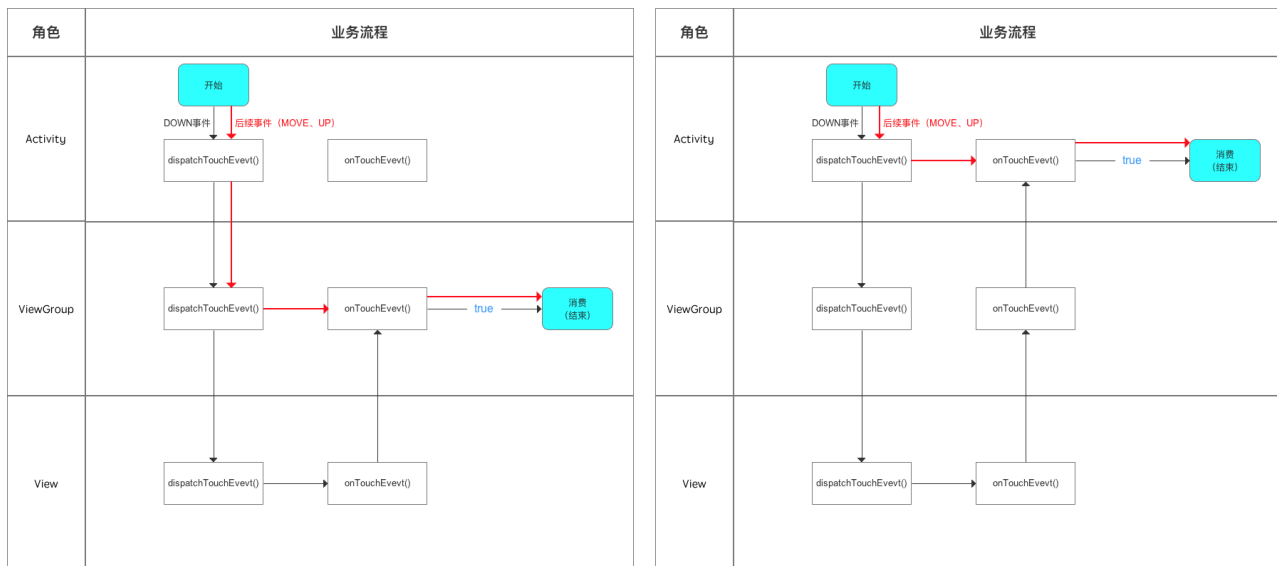 角色
业务流程
开始
DOWN事件
后续事件（MOVE、UP）
Activity
dispatchTouchEvevt()
onTouchEvevt()
ViewGroup
dispatchTouchEvevt()
onTouchEvevt()
true
消费
（结束）
View
dispatchTouchEvevt()
onTouchEvevt()
角色
业务流程
开始
DOWN事件
后续事件（MOVE、UP）
Activity
dispatchTouchEvevt()
onTouchEvevt()
true
消费
（结束）
ViewGroup
dispatchTouchEvevt()
onTouchEvevt()
View
dispatchTouchEvevt()
onTouchEvevt()